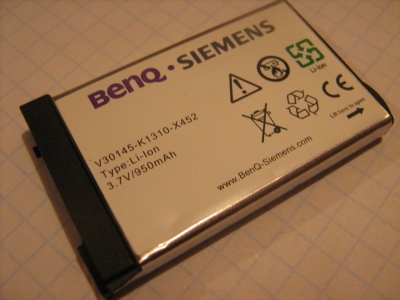 BENQ • SIEMENS
Li-Ion
V30145-K1310-X452
Type:Li-Ion
3.7V/950mAh
CE
www.BenQ-Siemens.com